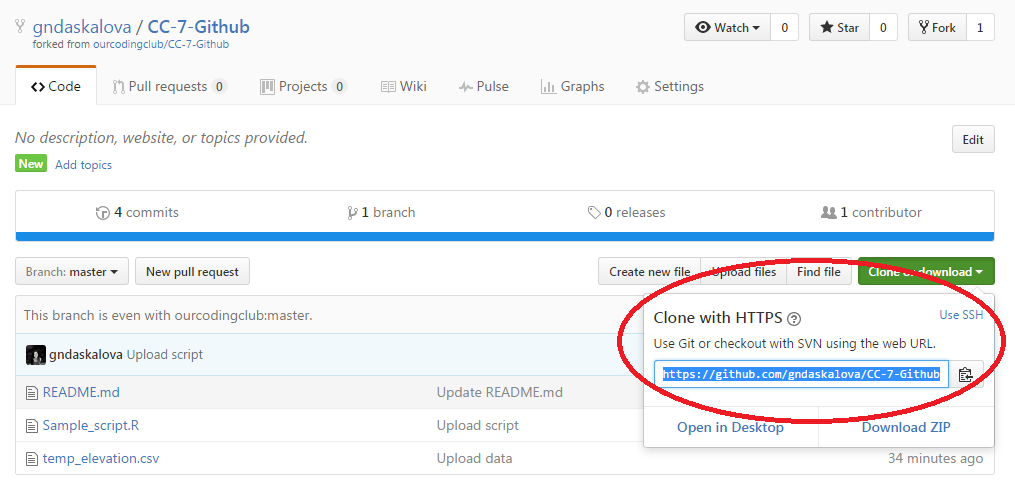 gndaskalova / CC-7-Github
forked from ourcodingclub/CC-7-Github
Watch 0 Star 0 Fork 1
Code Pull requests 0 Projects 0 Wiki Pulse Graphs Settings
No description, website, or topics provided.
Edit
New Add topics
4 commits 1 branch 0 releases 1 contributor
Branch: master New pull request Create new file Upload files Find file Clone or download
This branch is even with ourcodingclub:master.
Clone with HTTPS ? Use SSH
Use Git or checkout with SVN using the web URL.
https://github.com/gndaskalova/CC-7-Github
Open in Desktop Download ZIP
gndaskalova Upload script
README.md Update README.md
Sample_script.R Upload script
temp_elevation.csv Upload data 34 minutes ago